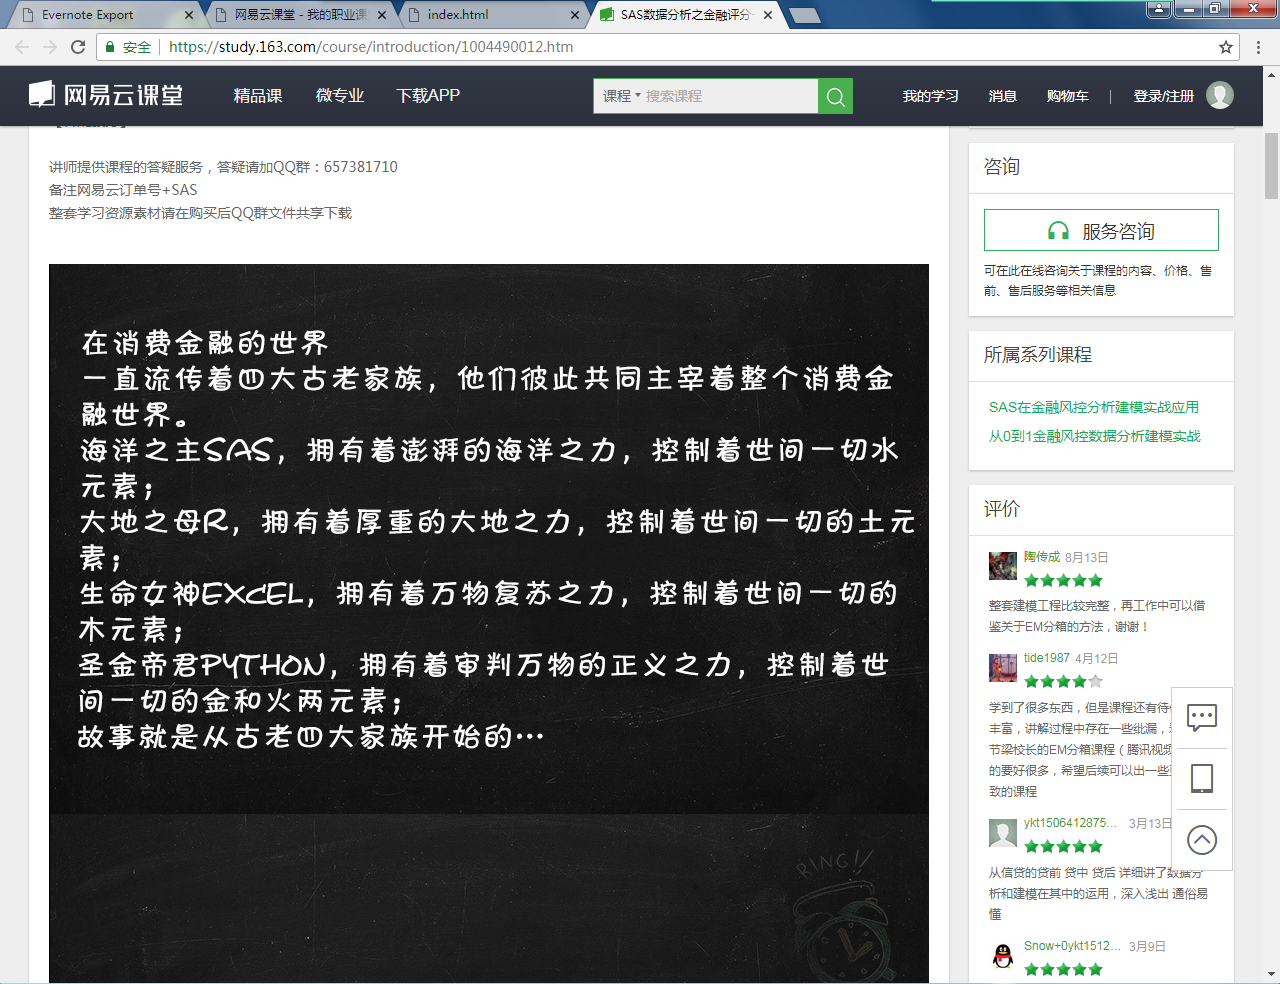 Evernote Export
网易云课堂 - 我的职业课
index.html
SAS数据分析之金融评分
安全
https://study.163.com/course/introduction/1004490012.htm
网易云课堂
精品课
微专业
下载APP
课程
搜索课程
我的学习
消息
购物车
登录/注册
讲师提供课程的答疑服务，答疑请加QQ群：657381710
备注网易云订单号+SAS
整套学习资源素材请在购买后QQ群文件共享下载
在消费金融的世界
一直流传着四大古老家族，他们彼此共同主宰着整个消费金
融世界。
海洋之主SAS，拥有着澎湃的海洋之力，控制着世间一切水
元素；
大地之母R，拥有着厚重的大地之力，控制着世间一切的土元
素；
生命女神EXCEL，拥有着万物复苏之力，控制着世间一切的
木元素；
圣金帝君PYTHON，拥有着审判万物的正义之力，控制着世
间一切的金和火两元素；
故事就是从古老四大家族开始的…
RING!!
咨询
服务咨询
可在此在线咨询关于课程的内容、价格、售
前、售后服务等相关信息
所属系列课程
SAS在金融风控分析建模实战应用
从0到1金融风控数据分析建模实战
评价
陶传成 8月13日
整套建模工程比较完整，再工作中可以借
鉴关于EM分箱的方法，谢谢！
tide1987 4月12日
学到了很多东西，但是课程还有待
丰富，讲解过程中存在一些纰漏，
节梁校长的EM分箱课程（腾讯视频
的要好很多，希望后续可以出一些
致的课程
ykt1506412875... 3月13日
从信贷的贷前 贷中 贷后 详细讲了数据分
析和建模在其中的运用，深入浅出 通俗易
懂
Snow+0ykt1512... 3月9日